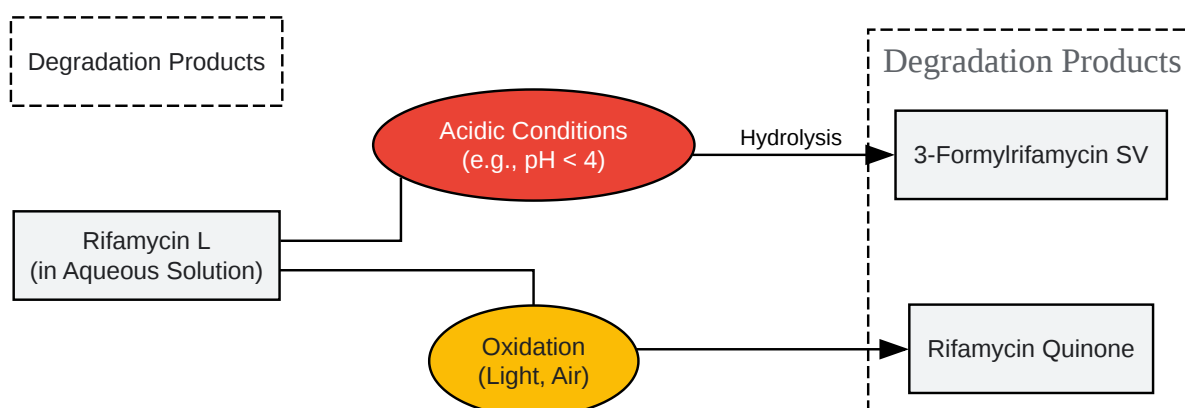 Degradation Products
Degradation Products
Acidic Conditions
(e.g., pH < 4)
Hydrolysis
3-Formylrifamycin SV
Rifamycin L
(in Aqueous Solution)
Oxidation
(Light, Air)
Rifamycin Quinone